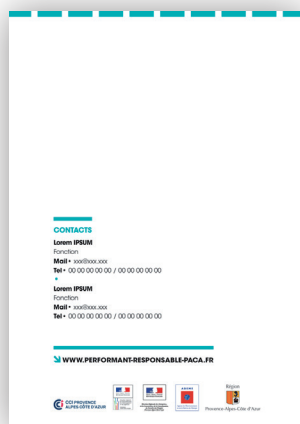 CONTACTS
Lorem IPSUM
Fonction
Mail • xxx@xxx.xxx
Tel • 00 00 00 00 00 / 00 00 00 00 00
•
Lorem IPSUM
Fonction
Mail • xxx@xxx.xxx
Tel • 00 00 00 00 00 / 00 00 00 00 00
WWW.PERFORMANT-RESPONSABLE-PACA.FR
CCI PROVENCE
ALPES-CÔTE D'AZUR
ADEME
Région
Provence-Alpes-Côte d'Azur